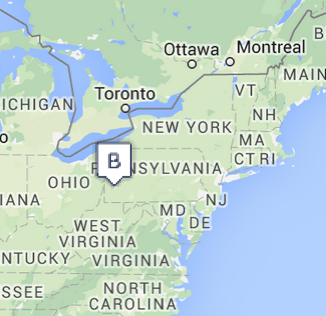 Ottawa
Montreal
Toronto
MICHIGAN
VT
MAIN
NH
NEW YORK
MA
CT RI
B
PENNSYLVANIA
OHIO
IANA
NJ
MD
DE
WEST
VIRGINIA
NTUCKY
VIRGINIA
SSEE
NORTH
CAROLINA